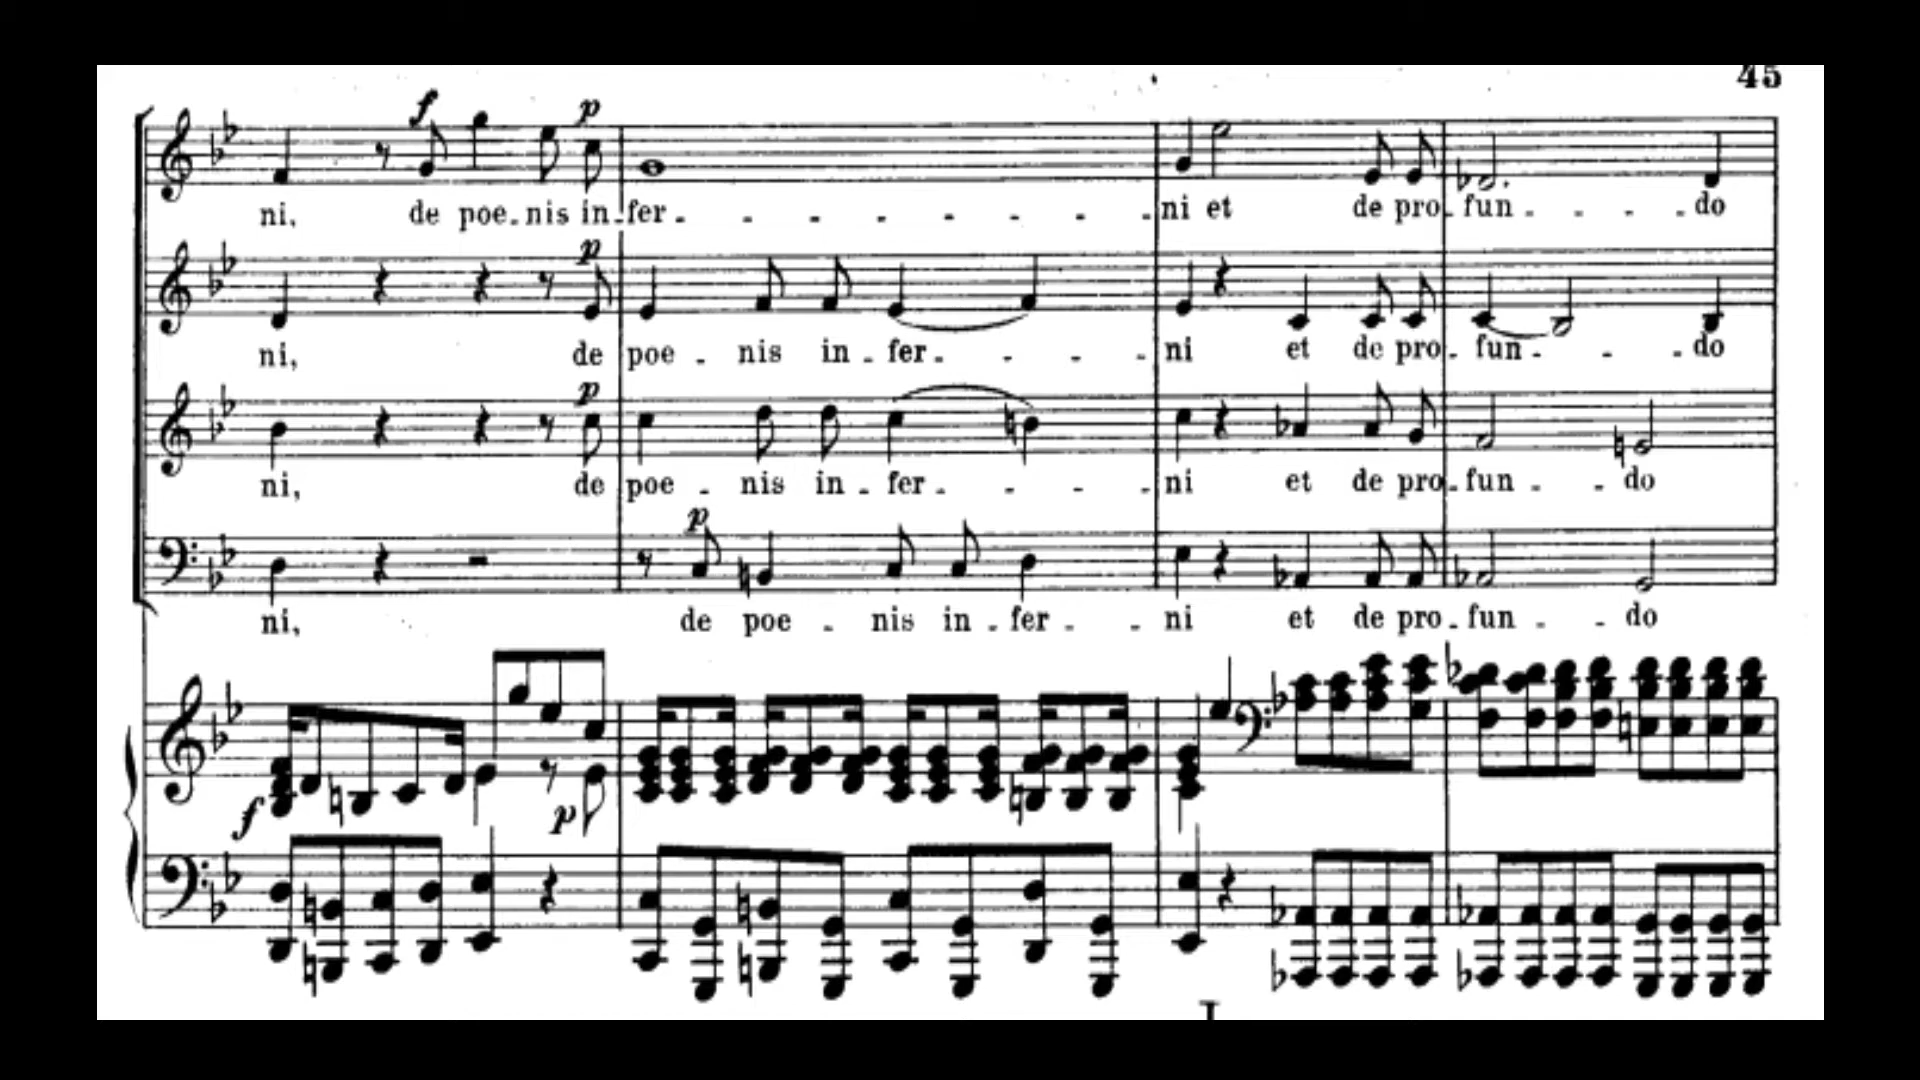 45
f p
ni, de poe.nis in-fer- - - - - - - - - ni et de pro-fun - - - - do
p
ni, de poe - nis in - fer - - - - ni et de pro-fun - - - do
p
ni, de poe - nis in - fer - - - - ni et de pro-fun - - do
p
ni, de poe - nis in - fer - - ni et de pro-fun - - do
f p